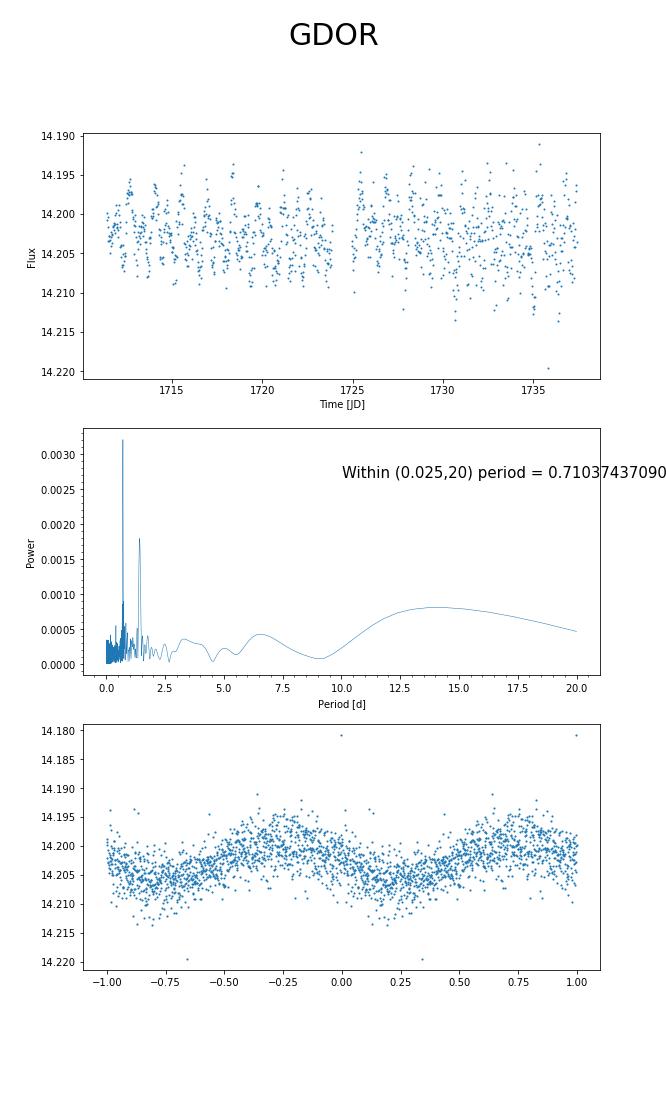 GDOR
14.190
14.195
14.200
14.205
14.210
14.215
14.220
Flux
1715 1720 1725 1730 1735
Time [JD]
Within (0.025,20) period = 0.71037437090
0.0030
0.0025
0.0020
0.0015
0.0010
0.0005
0.0000
Power
0.0 2.5 5.0 7.5 10.0 12.5 15.0 17.5 20.0
Period [d]
14.180
14.185
14.190
14.195
14.200
14.205
14.210
14.215
14.220
−1.00 −0.75 −0.50 −0.25 0.00 0.25 0.50 0.75 1.00